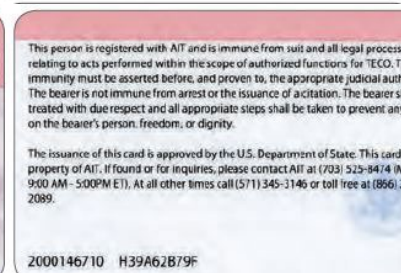 This person is registered with AIT and is immune from suit and all legal process
relating to acts performed within the scope of authorized functions for TECO. T
immunity must be asserted before, and proven to, the appropriate judicial auth
The bearer is not immune from arrest or the issuance of a citation. The bearer s
treated with due respect and all appropriate steps shall be taken to prevent any
on the bearer's person, freedom, or dignity.
The issuance of this card is approved by the U.S. Department of State. This card
property of AIT. If found or for inquiries, please contact AIT at (703) 525-8474 (M
9:00 AM - 5:00PM ET), At all other times call (571) 345-3146 or toll free at (866)
2089.
2000146710 H39A62B79F